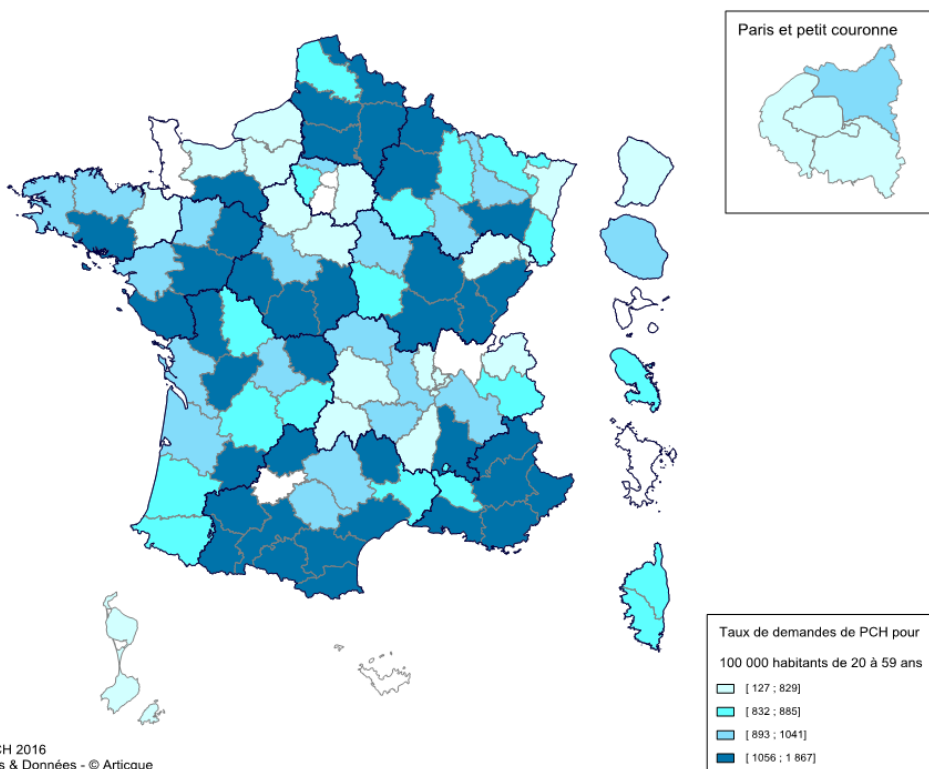 Paris et petit couronne
Taux de demandes de PCH pour
100 000 habitants de 20 à 59 ans
[ 127 ; 829]
[ 832 ; 885]
[ 893 ; 1041]
[ 1056 ; 1 867]
CH 2016
s & Données - © Articque